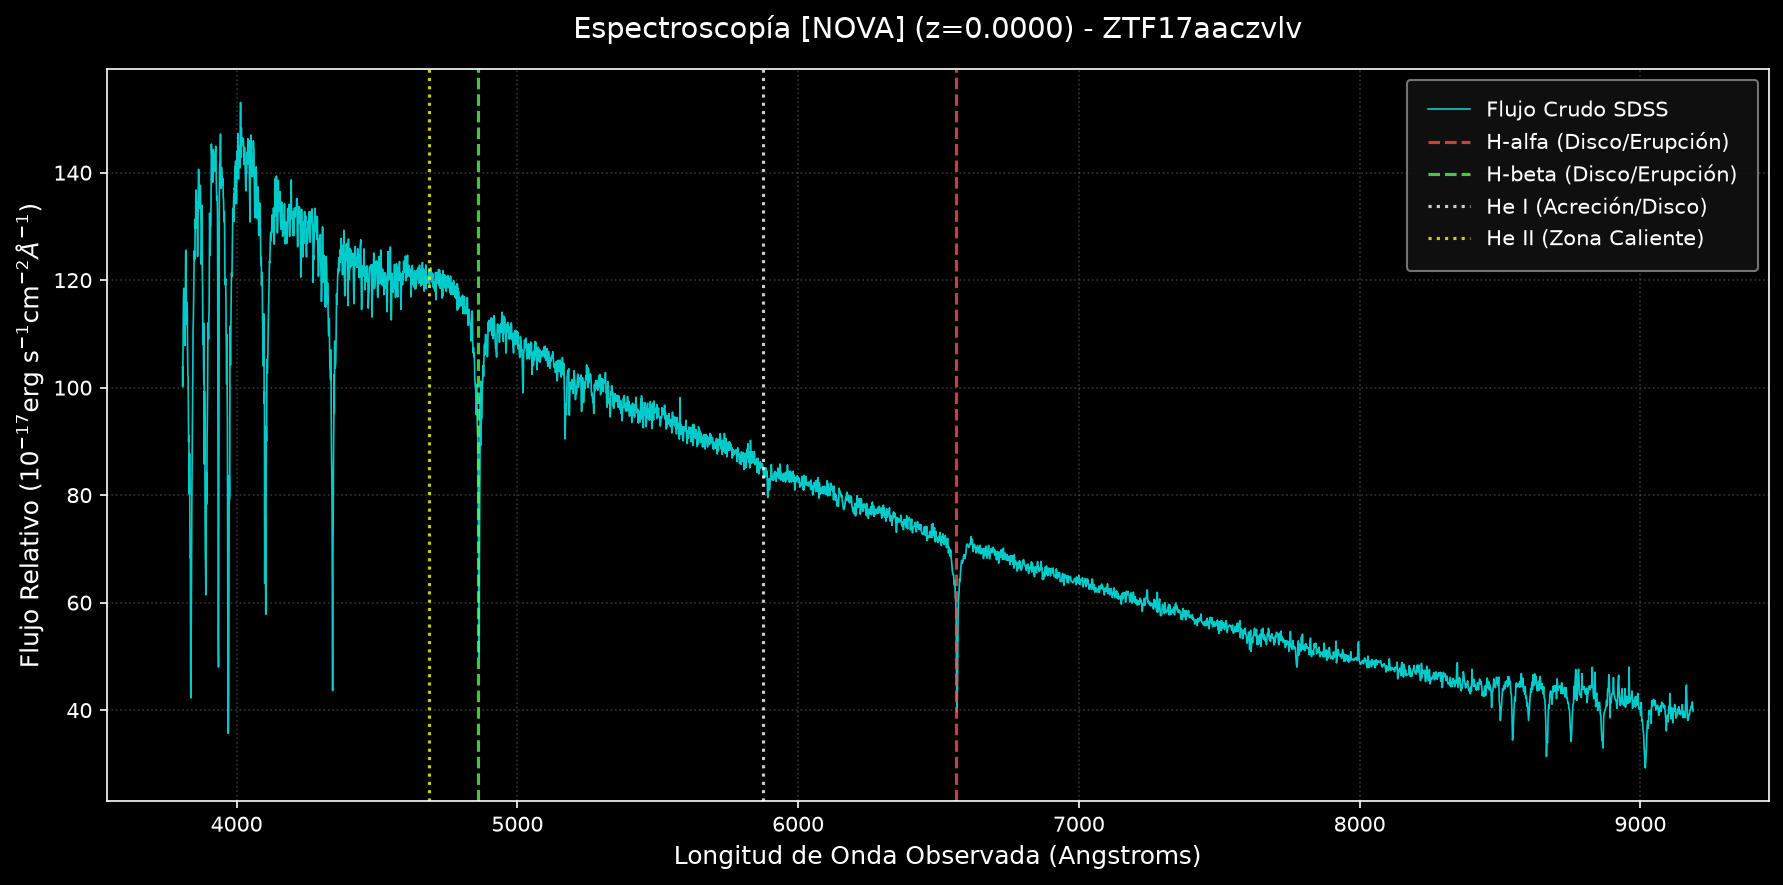 Espectroscopía [NOVA] (z=0.0000) - ZTF17aaczvlv
Flujo Crudo SDSS
H-alfa (Disco/Erupción)
H-beta (Disco/Erupción)
He I (Acreción/Disco)
He II (Zona Caliente)
Flujo Relativo (10⁻¹⁷erg s⁻¹cm⁻²Å⁻¹)
140
120
100
80
60
40
4000 5000 6000 7000 8000 9000
Longitud de Onda Observada (Angstroms)